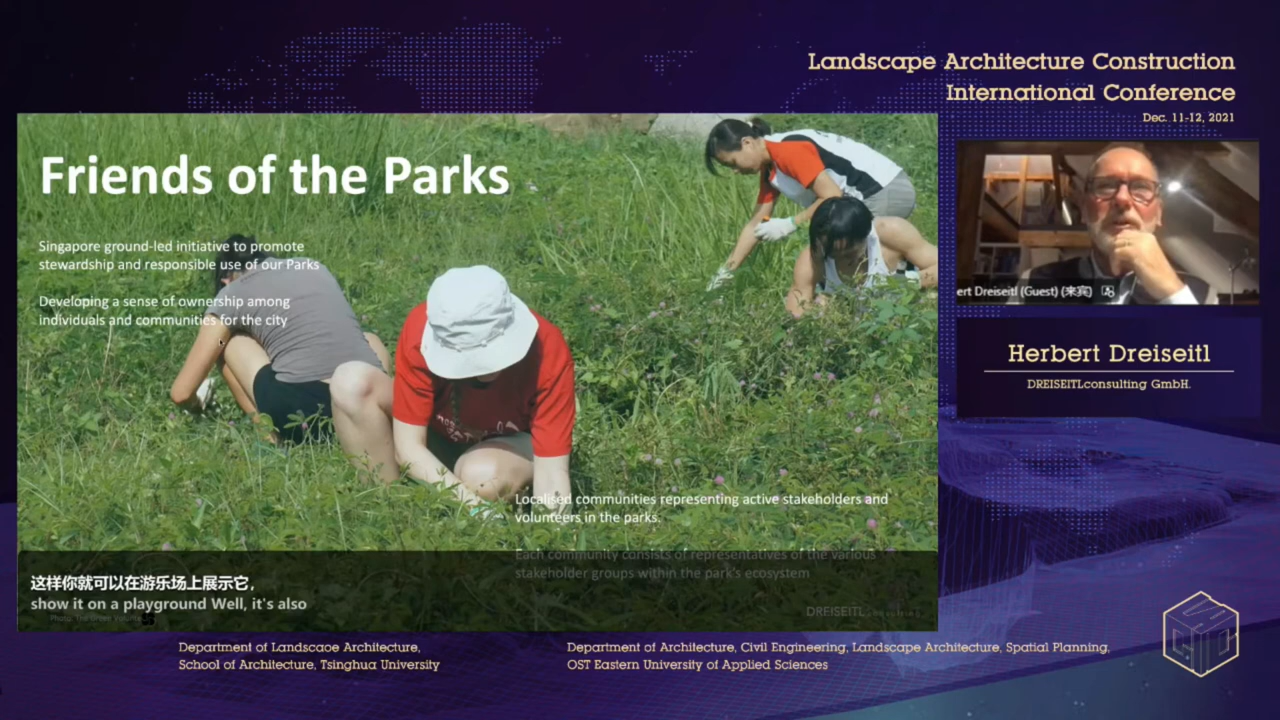 Landscape Architecture Construction
International Conference
Dec. 11-12, 2021
Friends of the Parks
Singapore ground-led initiative to promote
stewardship and responsible use of our Parks
Developing a sense of ownership among
individuals and communities for the city
Localised communities representing active stakeholders and
volunteers in the parks.
Each community consists of representatives of the various
stakeholder groups within the park's ecosystem
这样你就可以在游乐场上展示它，
show it on a playground Well, it's also
DREISEITL
ert Dreiseitl (Guest) (来宾)
Herbert Dreiseitl
DREISEITLconsulting GmbH.
Department of Landscaoe Architecture,
School of Architecture, Tsinghua University
Department of Architecture, Civil Engineering, Landscape Architecture, Spatial Planning,
OST Eastern University of Applied Sciences